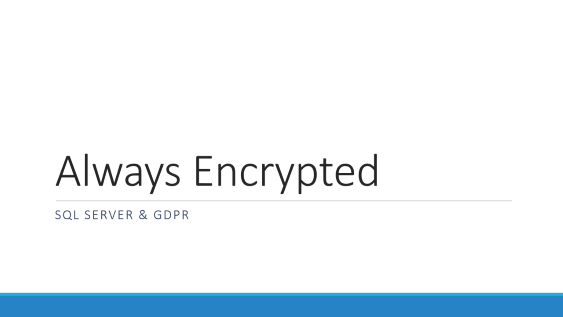 Always Encrypted
SQL SERVER & GDPR